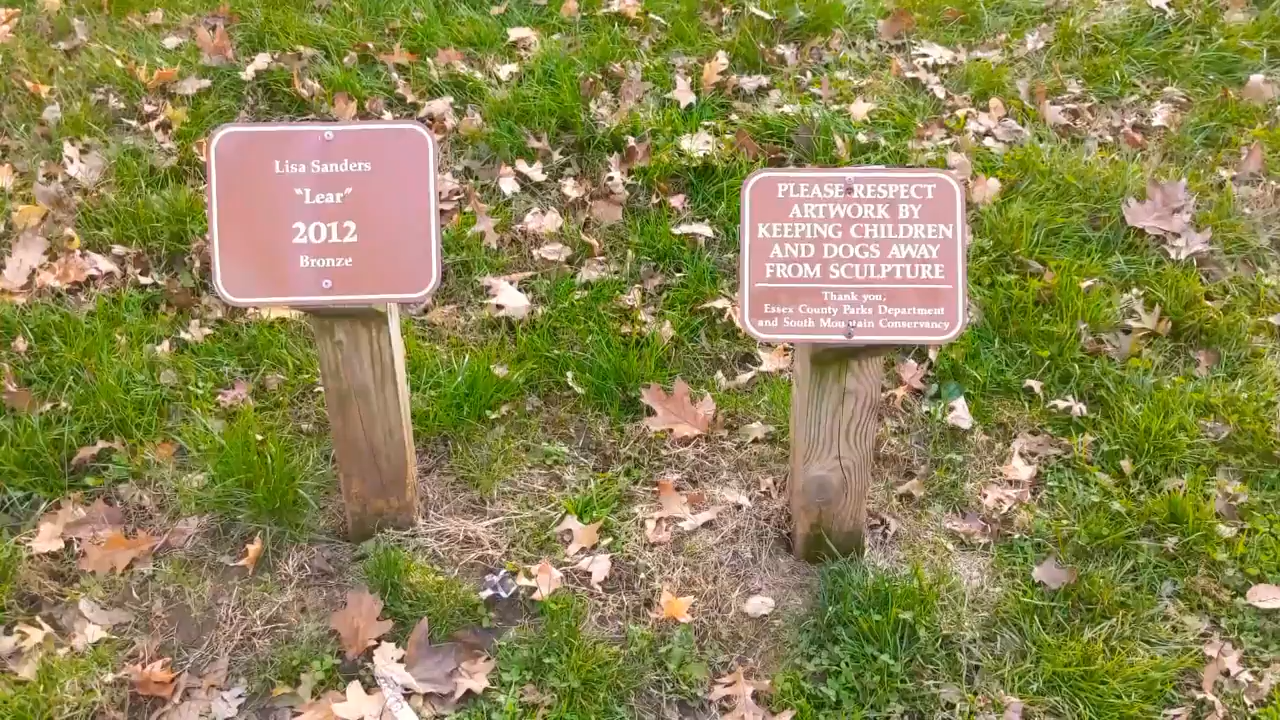 Lisa Sanders
"Lear"
2012
Bronze
PLEASE RESPECT
ARTWORK BY
KEEPING CHILDREN
AND DOGS AWAY
FROM SCULPTURE
Thank you,
Essex County Parks Department
and South Mountain Conservancy